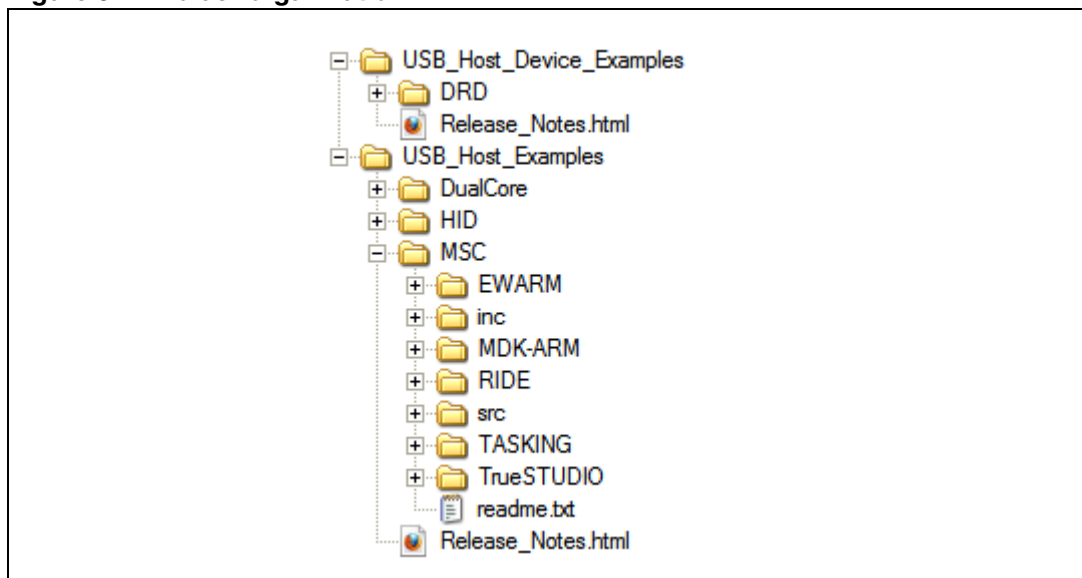 USB_Host_Device_Examples
DRD
Release_Notes.html
USB_Host_Examples
DualCore
HID
MSC
EWARM
inc
MDK-ARM
RIDE
src
TASKING
TrueSTUDIO
readme.txt
Release_Notes.html